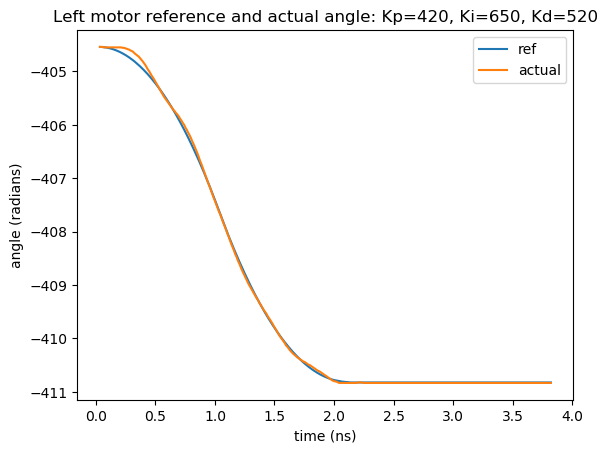 Left motor reference and actual angle: Kp=420, Ki=650, Kd=520
ref
actual
−405
−406
−407
−408
−409
−410
−411
angle (radians)
0.0 0.5 1.0 1.5 2.0 2.5 3.0 3.5 4.0
time (ns)